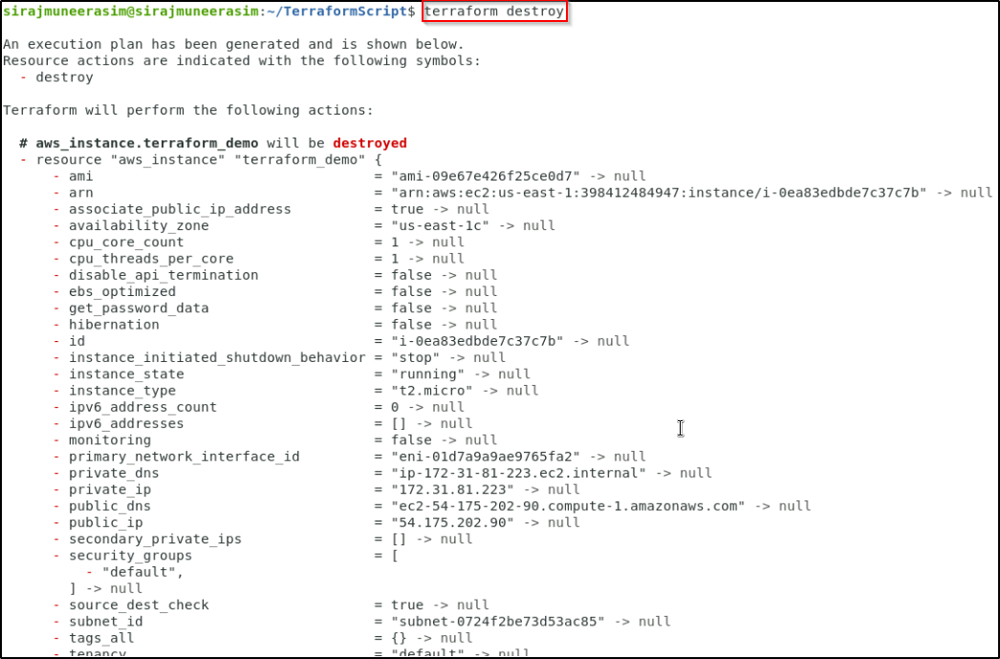 sirajmuneerasim@sirajmuneerasim:~/TerraformScript$ terraform destroy
An execution plan has been generated and is shown below.
Resource actions are indicated with the following symbols:
  - destroy
Terraform will perform the following actions:
  # aws_instance.terraform_demo will be destroyed
  - resource "aws_instance" "terraform_demo" {
      - ami                                  = "ami-09e67e426f25ce0d7" -> null
      - arn                                  = "arn:aws:ec2:us-east-1:398412484947:instance/i-0ea83edbde7c37c7b" -> null
      - associate_public_ip_address          = true -> null
      - availability_zone                    = "us-east-1c" -> null
      - cpu_core_count                       = 1 -> null
      - cpu_threads_per_core                 = 1 -> null
      - disable_api_termination              = false -> null
      - ebs_optimized                        = false -> null
      - get_password_data                    = false -> null
      - hibernation                          = false -> null
      - id                                   = "i-0ea83edbde7c37c7b" -> null
      - instance_initiated_shutdown_behavior = "stop" -> null
      - instance_state                       = "running" -> null
      - instance_type                        = "t2.micro" -> null
      - ipv6_address_count                   = 0 -> null
      - ipv6_addresses                       = [] -> null
      - monitoring                           = false -> null
      - primary_network_interface_id         = "eni-01d7a9a9ae9765fa2" -> null
      - private_dns                          = "ip-172-31-81-223.ec2.internal" -> null
      - private_ip                           = "172.31.81.223" -> null
      - public_dns                           = "ec2-54-175-202-90.compute-1.amazonaws.com" -> null
      - public_ip                            = "54.175.202.90" -> null
      - secondary_private_ips                = [] -> null
      - security_groups                      = [
          - "default",
        ] -> null
      - source_dest_check                    = true -> null
      - subnet_id                            = "subnet-0724f2be73d53ac85" -> null
      - tags_all                             = {} -> null
      - tenancy                              = "default" -> null